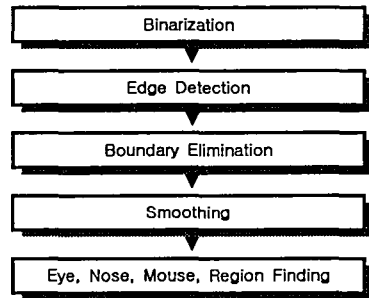 Binarization
Edge Detection
Boundary Elimination
Smoothing
Eye, Nose, Mouse, Region Finding